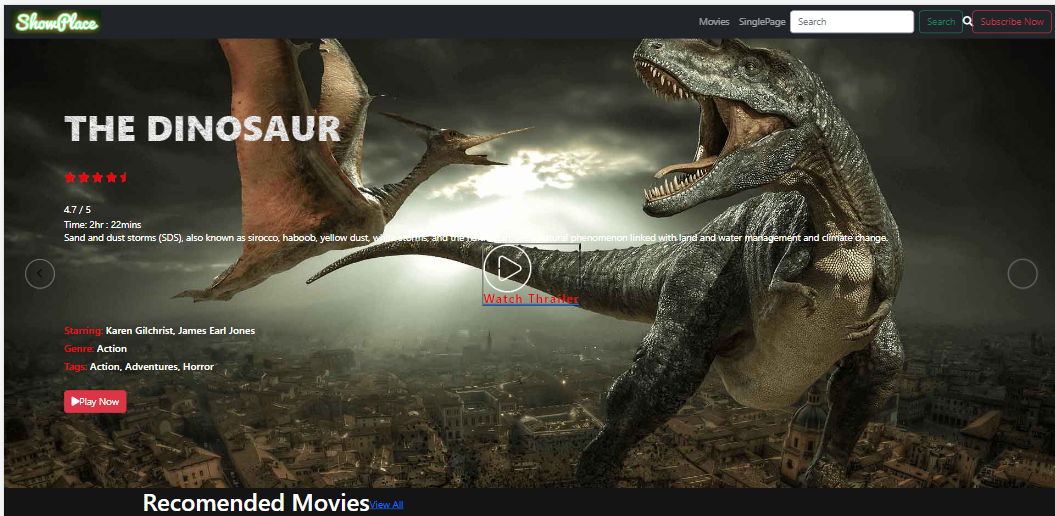 ShowPlace
Movies SinglePage Search Search Subscribe Now
THE DINOSAUR
4.7 / 5
Time: 2hr : 22mins
Sand and dust storms (SDS), also known as sirocco, haboob, yellow dust, and the phenomenon linked with land and water management and climate change.
Watch Thrailer
Starring: Karen Gilchrist, James Earl Jones
Genre: Action
Tags: Action, Adventures, Horror
Play Now
Recomended Movies View All